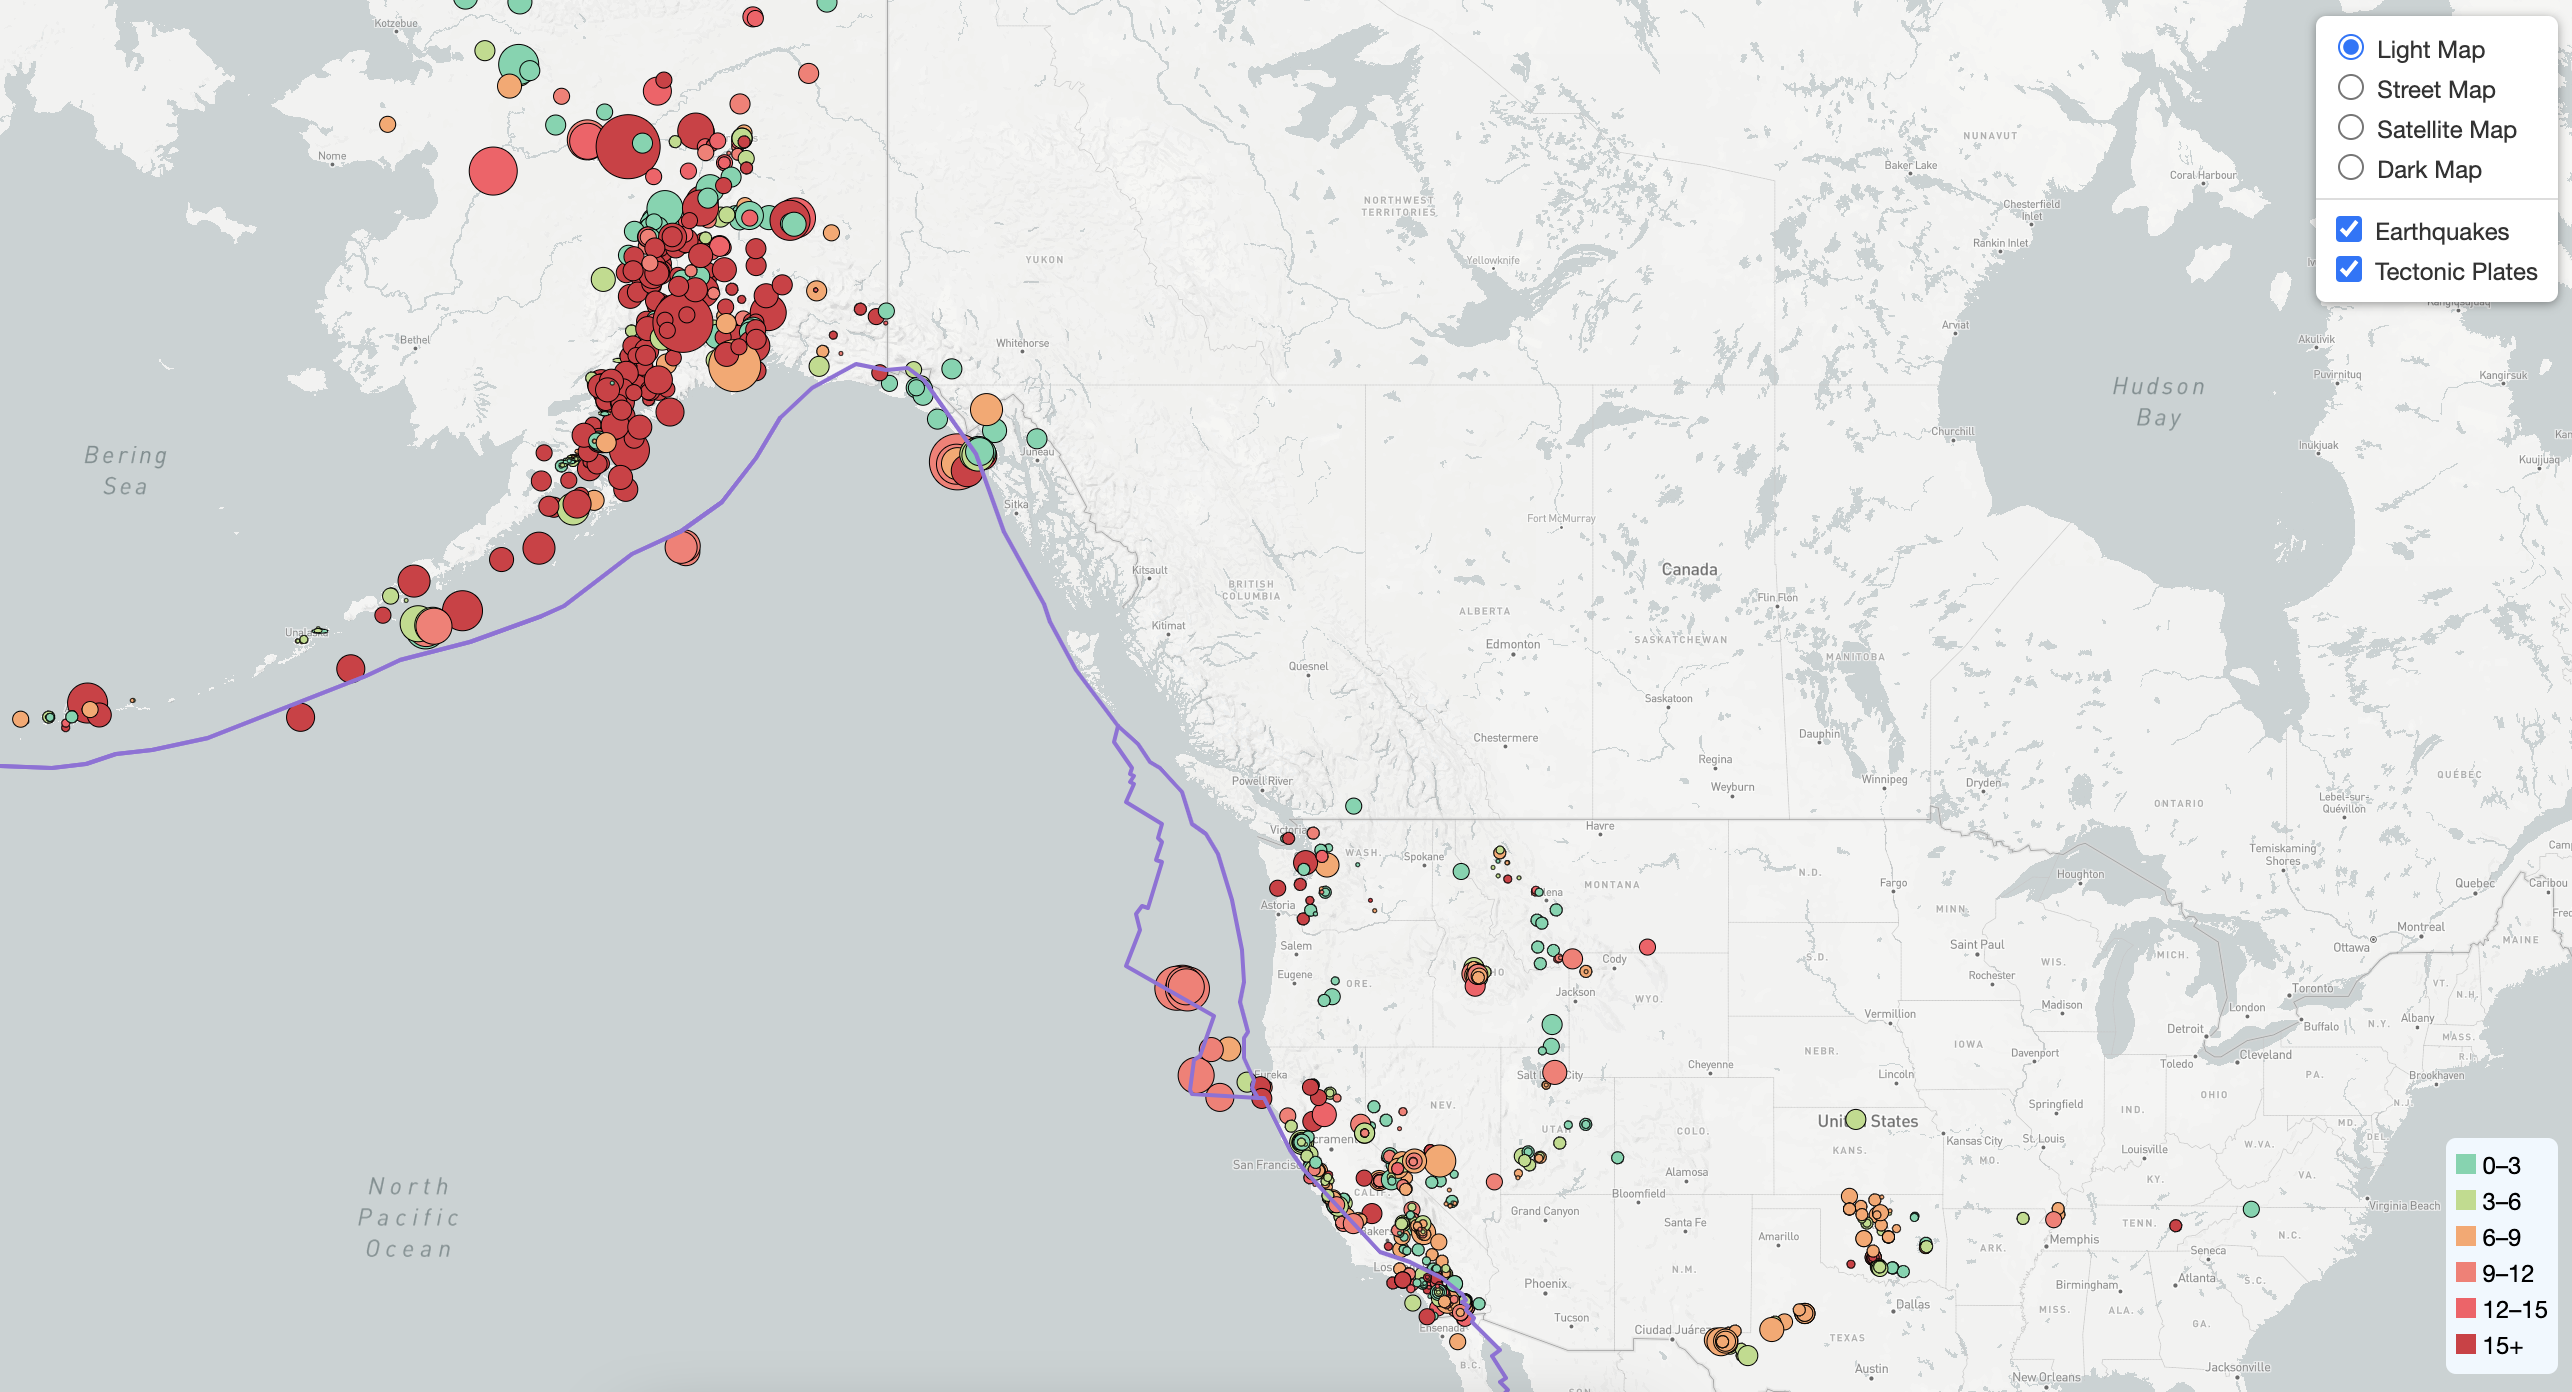 Kotzebue
Nome
Bethel
Bering
Sea
YUKON
Whitehorse
NORTHWEST
TERRITORIES
Yellowknife
NUNAVUT
Baker Lake
Coral Harbour
Chesterfield
Inlet
Rankin Inlet
Arviat
Akulivik
Puvirnituq
Kangirsuk
Hudson
Bay
Churchill
Inukjuak
Kuujjuaq
Juneau
Sitka
Fort McMurray
Kitsault
BRITISH
COLUMBIA
Canada
Flin Flon
ALBERTA
Kitimat
Edmonton
SASKATCHEWAN
MANITOBA
Quesnel
Saskatoon
Chestermere
Dauphin
Regina
Winnipeg
Weyburn
Dryden
Powell River
QUÉBEC
ONTARIO
Lebel-sur-
Quévillon
Victoria
Havre
WASH.
Spokane
Temiskaming
Shores
N.D.
MONTANA
Fargo
Houghton
Quebec
Caribou
Astoria
MINN.
Salem
Saint Paul
Montreal
Ottawa
MAINE
Eugene
ORE.
Cody
S.D.
WIS.
MICH.
Rochester
Jackson
WYO.
Toronto
VT.
N.H.
Madison
London
Vermillion
Detroit
Buffalo
N.Y.
Albany
MASS.
NEBR.
IOWA
Davenport
Toledo
Cleveland
R.I.
Eureka
Cheyenne
Salt City
Lincoln
PA.
Brookhaven
NEV.
Springfield
IND.
OHIO
N.J.
United States
COLO.
UTAH
KANS.
Kansas City
St. Louis
MD.
DEL.
MO.
Louisville
W.VA.
San Francisco
Alamosa
VA.
KY.
CALIF.
Bloomfield
Grand Canyon
Virginia Beach
Santa Fe
TENN.
N.C.
Amarillo
ARK.
Memphis
Seneca
N.M.
Los
Phoenix
Birmingham
Atlanta
S.C.
Dallas
MISS.
ALA.
GA.
Tucson
Ensenada
Ciudad Juárez
TEXAS
B.C.
Austin
New Orleans
Jacksonville
North
Pacific
Ocean
Light Map
Street Map
Satellite Map
Dark Map
Earthquakes
Tectonic Plates
0–3
3–6
6–9
9–12
12–15
15+